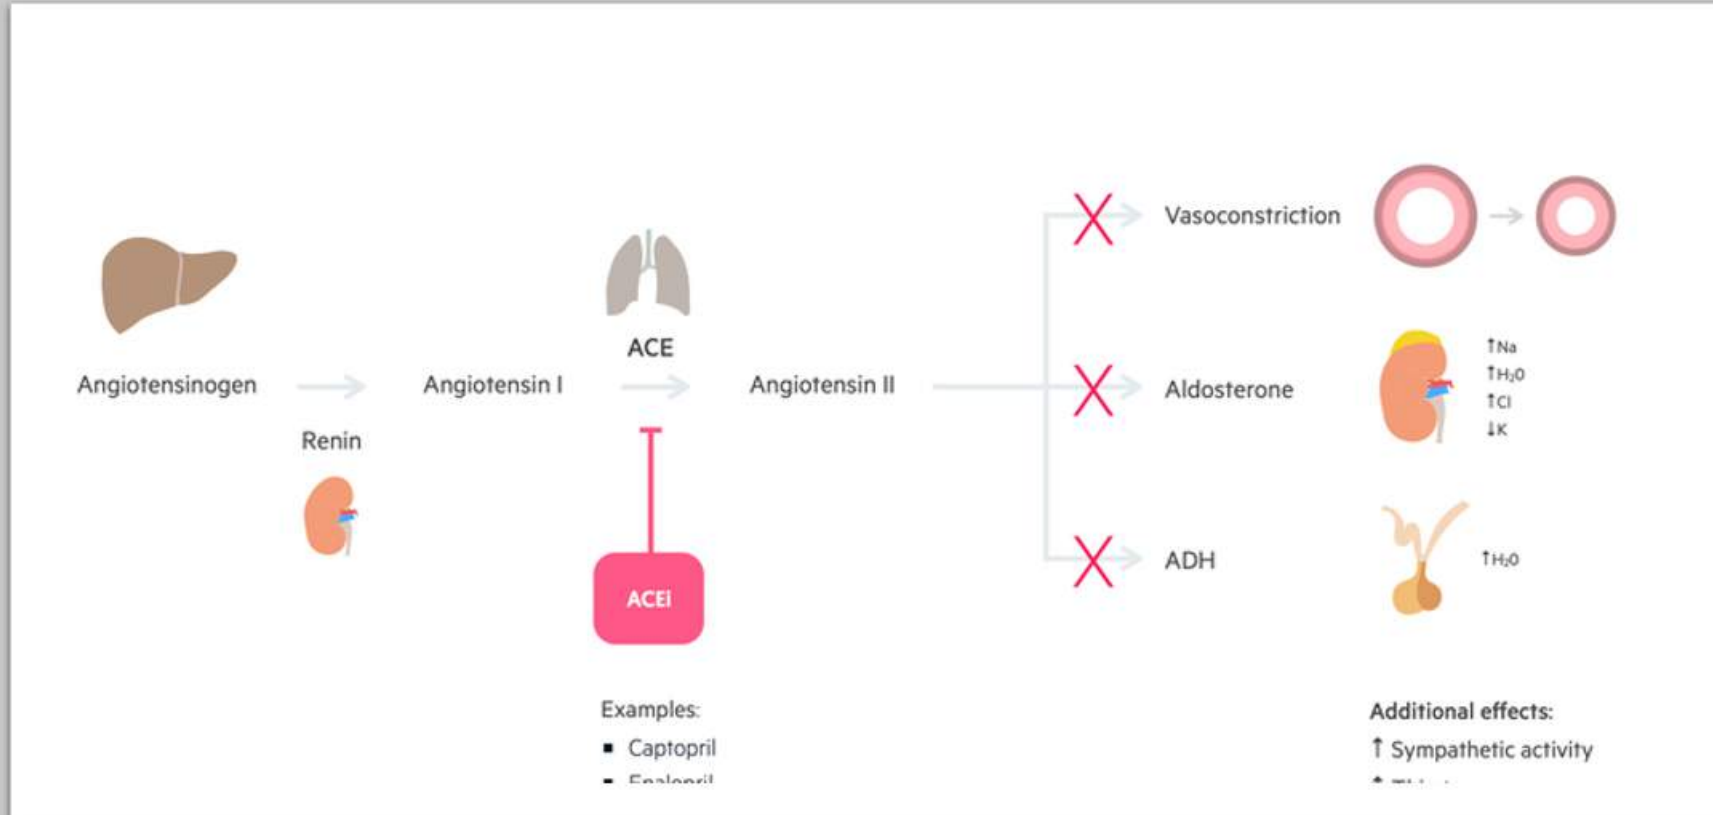 Vasoconstriction
ACE
↑Na
↑H₂O
↑Cl
↓K
Angiotensinogen
Angiotensin I
Angiotensin II
Aldosterone
Renin
ADH
↑H₂O
ACEi
Examples:
▪ Captopril
▪ Enalapril
Additional effects:
↑ Sympathetic activity